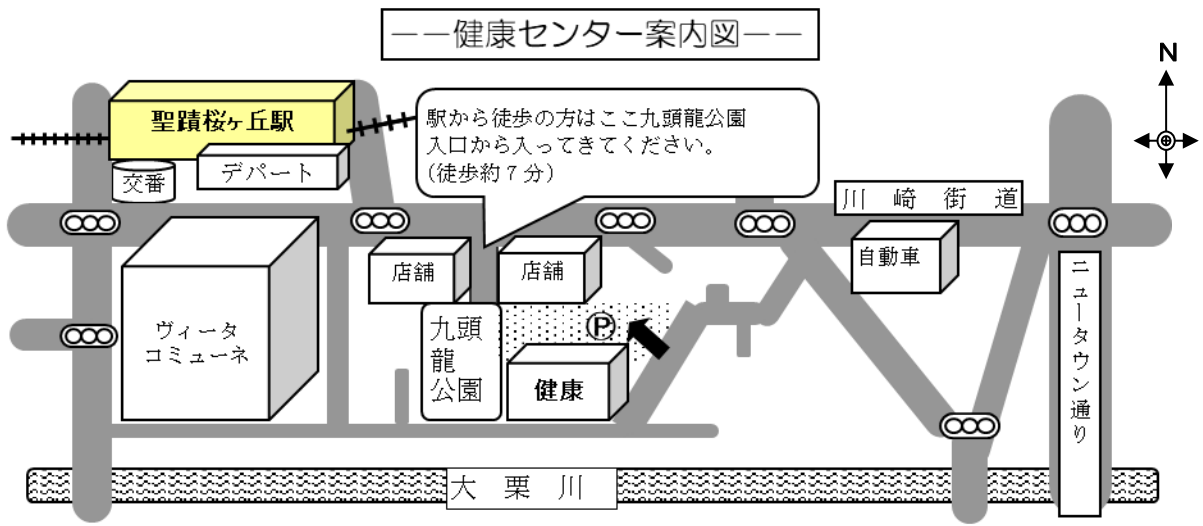 ――健康センター案内図――
N
聖蹟桜ヶ丘駅
駅から徒歩の方はここ九頭龍公園
入口から入ってきてください。
(徒歩約7分)
交番
デパート
川崎街道
店舗
店舗
自動車
ニュータウン通り
ヴィータ
コミューネ
九頭
龍
公園
P
健康
大栗川